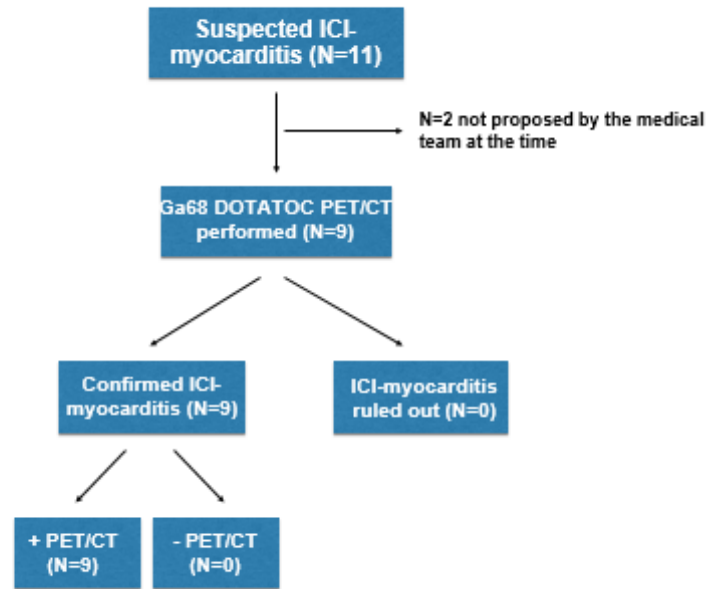 Suspected ICI-
myocarditis (N=11)
N=2 not proposed by the medical
team at the time
Ga68 DOTATOC PET/CT
performed (N=9)
Confirmed ICI-
myocarditis (N=9)
ICI-myocarditis
ruled out (N=0)
+ PET/CT
(N=9)
- PET/CT
(N=0)